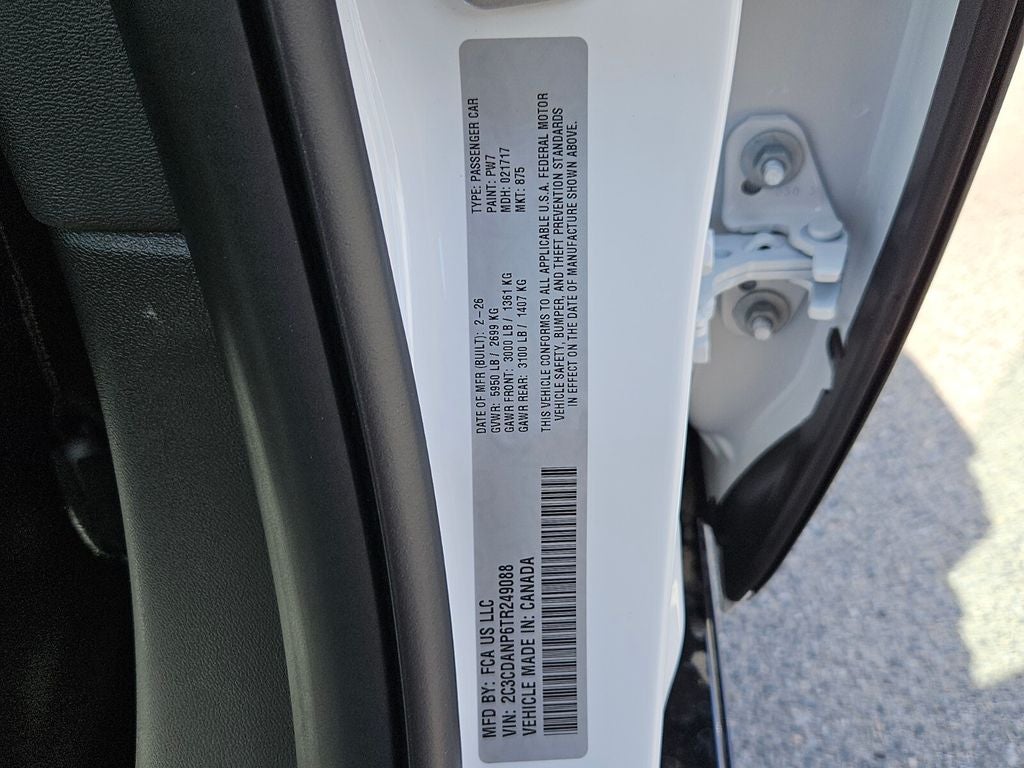 MFD BY: FCA US LLC
VIN: 2C3CDANP6TR249088
VEHICLE MADE IN: CANADA
DATE OF MFR (BUILT): 2-26
GVWR: 5950 LB / 2699 KG
GAWR FRONT: 3000 LB / 1361 KG
GAWR REAR: 3100 LB / 1407 KG
TYPE: PASSENGER CAR
PAINT: PW7
MDH: 021717
MKT: 875
THIS VEHICLE CONFORMS TO ALL APPLICABLE U.S.A. FEDERAL MOTOR
VEHICLE SAFETY, BUMPER, AND THEFT PREVENTION STANDARDS
IN EFFECT ON THE DATE OF MANUFACTURE SHOWN ABOVE.